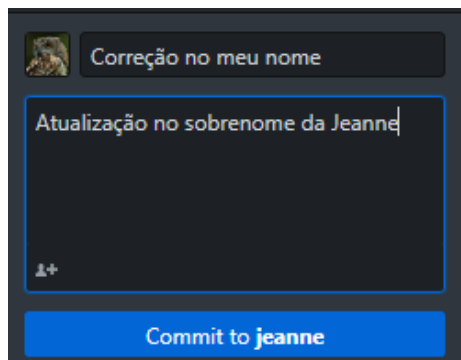 Correção no meu nome
Atualização no sobrenome da Jeanne
Commit to jeanne